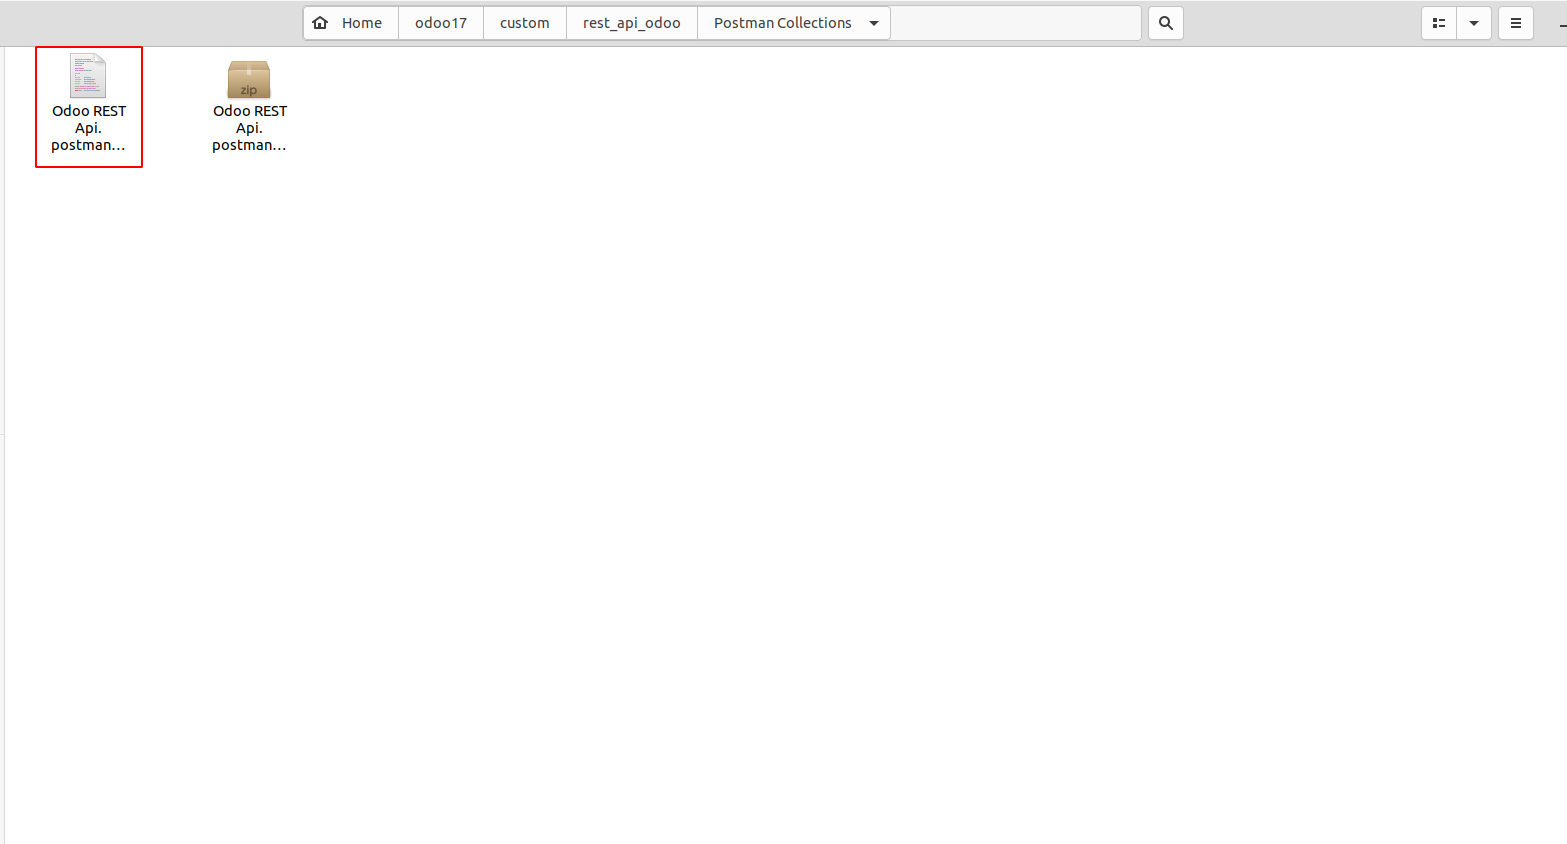 Home odoo17 custom rest_api_odoo Postman Collections
Odoo REST
Api.
postman...
zip
Odoo REST
Api.
postman...